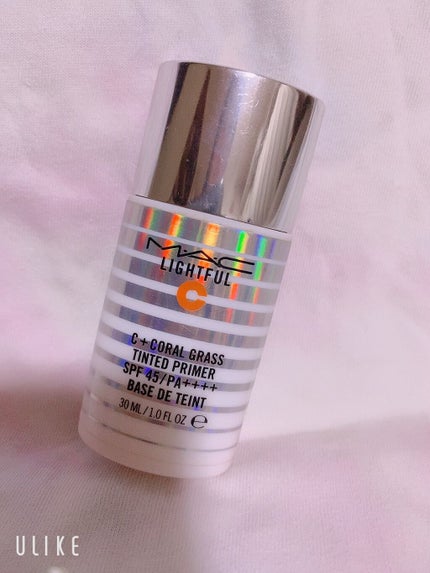 M·A·C
LIGHTFUL
C
C + CORAL GRASS
TINTED PRIMER
SPF 45/PA++++
BASE DE TEINT
30 ML / 1.0 FL OZ ℮
ULIKE